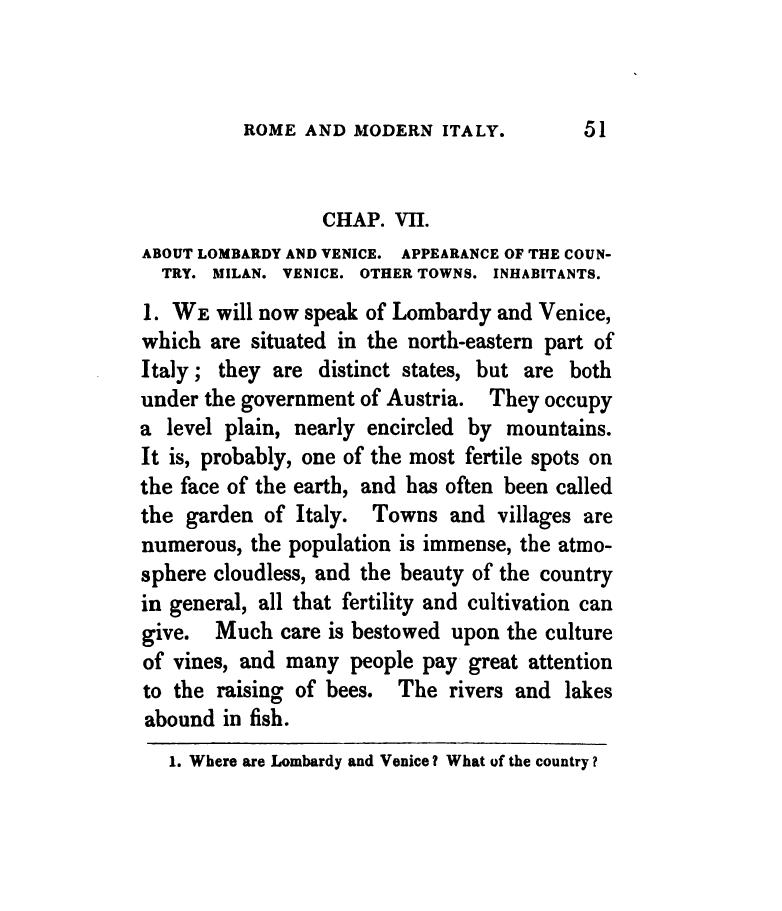 ROME AND MODERN ITALY. 51
CHAP. VII.
ABOUT LOMBARDY AND VENICE. APPEARANCE OF THE COUN-
TRY. MILAN. VENICE. OTHER TOWNS. INHABITANTS.
1. WE will now speak of Lombardy and Venice,
which are situated in the north-eastern part of
Italy; they are distinct states, but are both
under the government of Austria. They occupy
a level plain, nearly encircled by mountains.
It is, probably, one of the most fertile spots on
the face of the earth, and has often been called
the garden of Italy. Towns and villages are
numerous, the population is immense, the atmo-
sphere cloudless, and the beauty of the country
in general, all that fertility and cultivation can
give. Much care is bestowed upon the culture
of vines, and many people pay great attention
to the raising of bees. The rivers and lakes
abound in fish.
1. Where are Lombardy and Venice? What of the country?